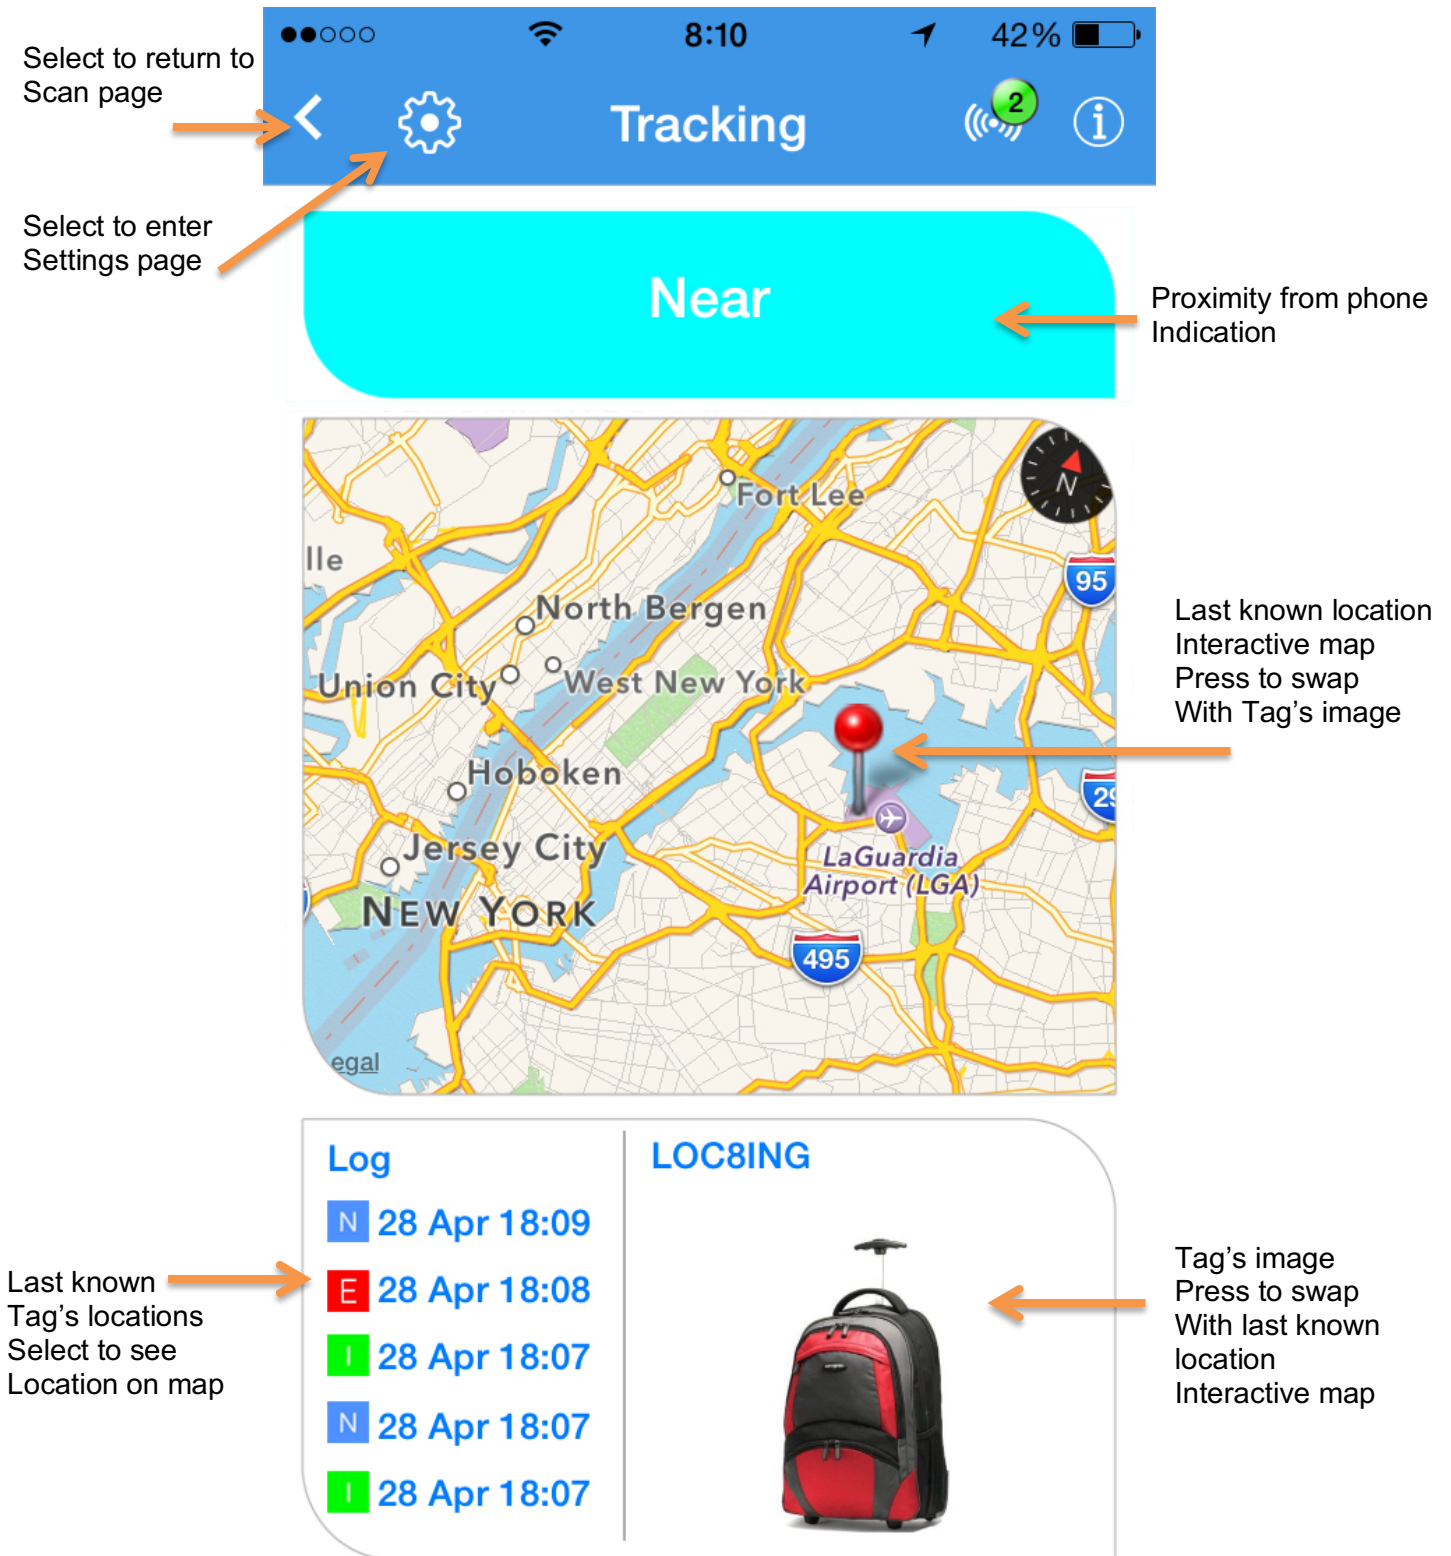 8:10
42%
Select to return to
Scan page
Tracking
2
i
Select to enter
Settings page
Near
Proximity from phone
Indication
N
Fort Lee
lle
95
North Bergen
Union City
West New York
Last known location
Interactive map
Press to swap
With Tag's image
Hoboken
29
Jersey City
LaGuardia
Airport (LGA)
NEW YORK
495
egal
Log
LOC8ING
N 28 Apr 18:09
E 28 Apr 18:08
I 28 Apr 18:07
N 28 Apr 18:07
I 28 Apr 18:07
Last known
Tag's locations
Select to see
Location on map
Tag's image
Press to swap
With last known
location
Interactive map